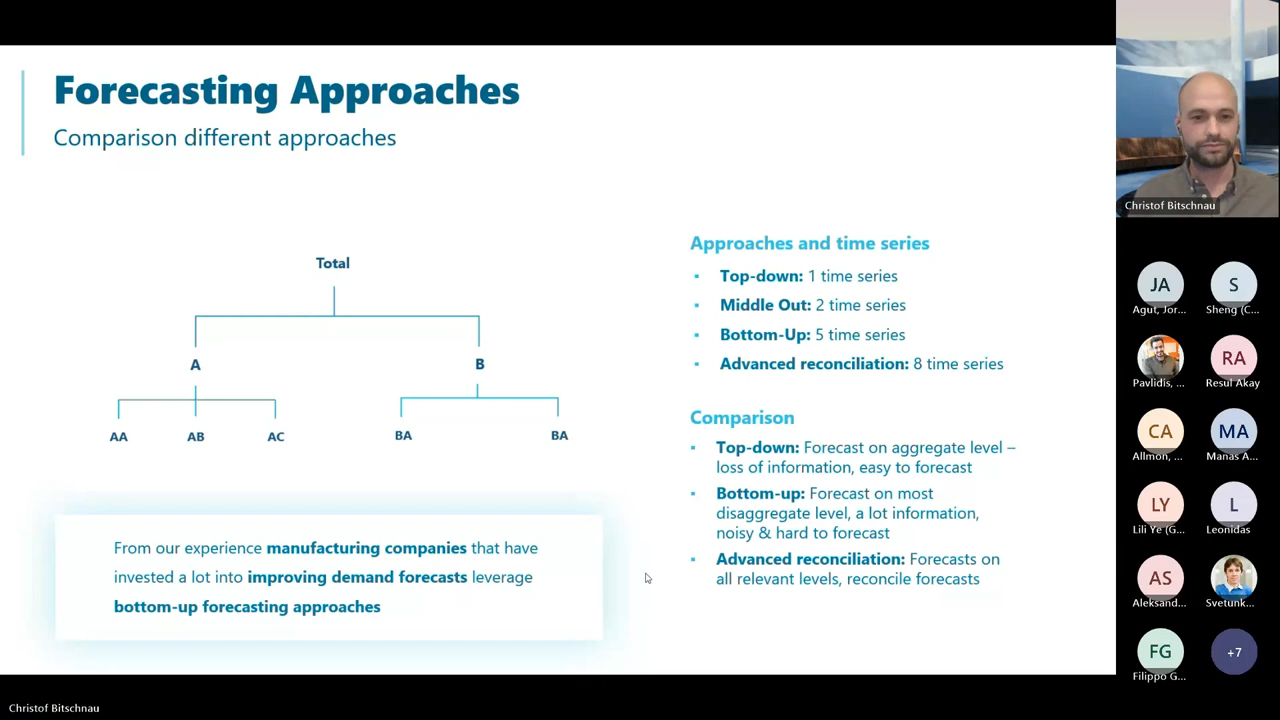 Forecasting Approaches
Comparison different approaches
Total
A
B
AA
AB
AC
BA
BA
From our experience manufacturing companies that have
invested a lot into improving demand forecasts leverage
bottom-up forecasting approaches
Approaches and time series
▪ Top-down: 1 time series
▪ Middle Out: 2 time series
▪ Bottom-Up: 5 time series
▪ Advanced reconciliation: 8 time series
Comparison
▪ Top-down: Forecast on aggregate level –
loss of information, easy to forecast
▪ Bottom-up: Forecast on most
disaggregate level, a lot information,
noisy & hard to forecast
▪ Advanced reconciliation: Forecasts on
all relevant levels, reconcile forecasts
Christof Bitschnau
JA
Agut, Jor...
S
Sheng (C...
Pavlidis, ...
RA
Resul Akay
CA
Allmon, ...
MA
Manas A...
LY
Lili Ye (G...
L
Leonidas
AS
Aleksand...
Svetunk...
FG
Filippo G...
+7
Christof Bitschnau